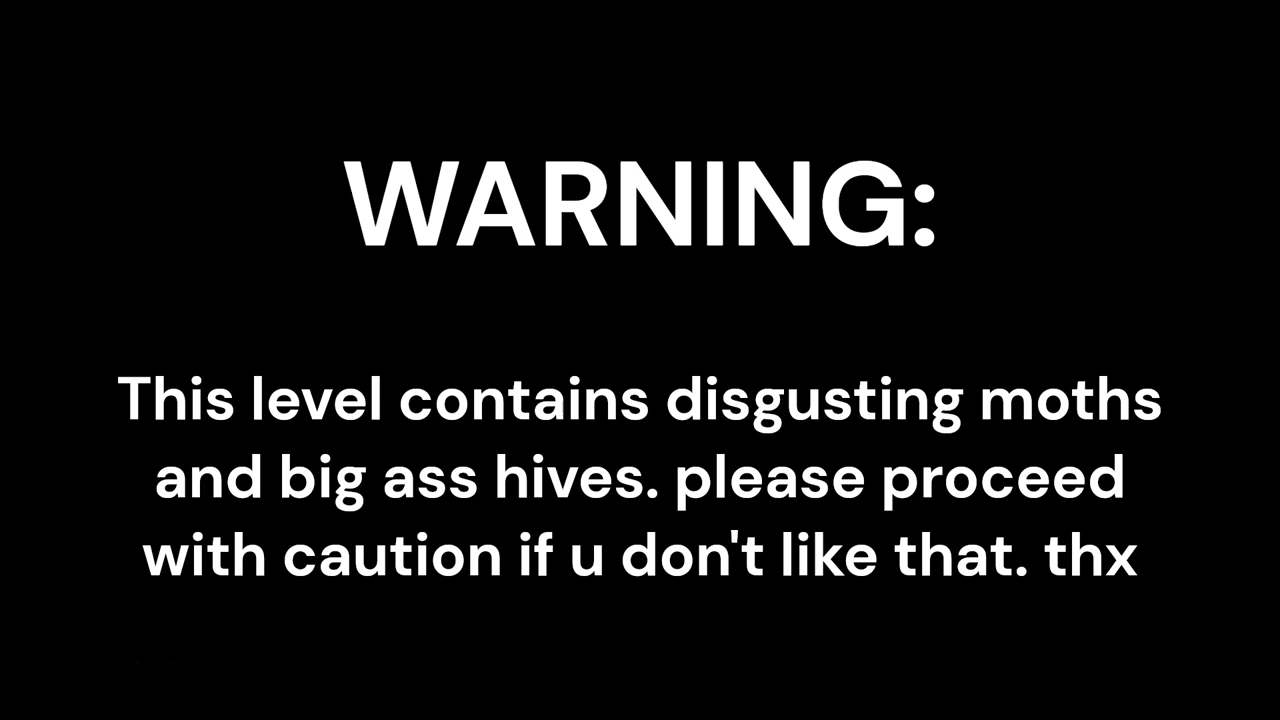 WARNING:
This level contains disgusting moths
and big ass hives. please proceed
with caution if u don't like that. thx